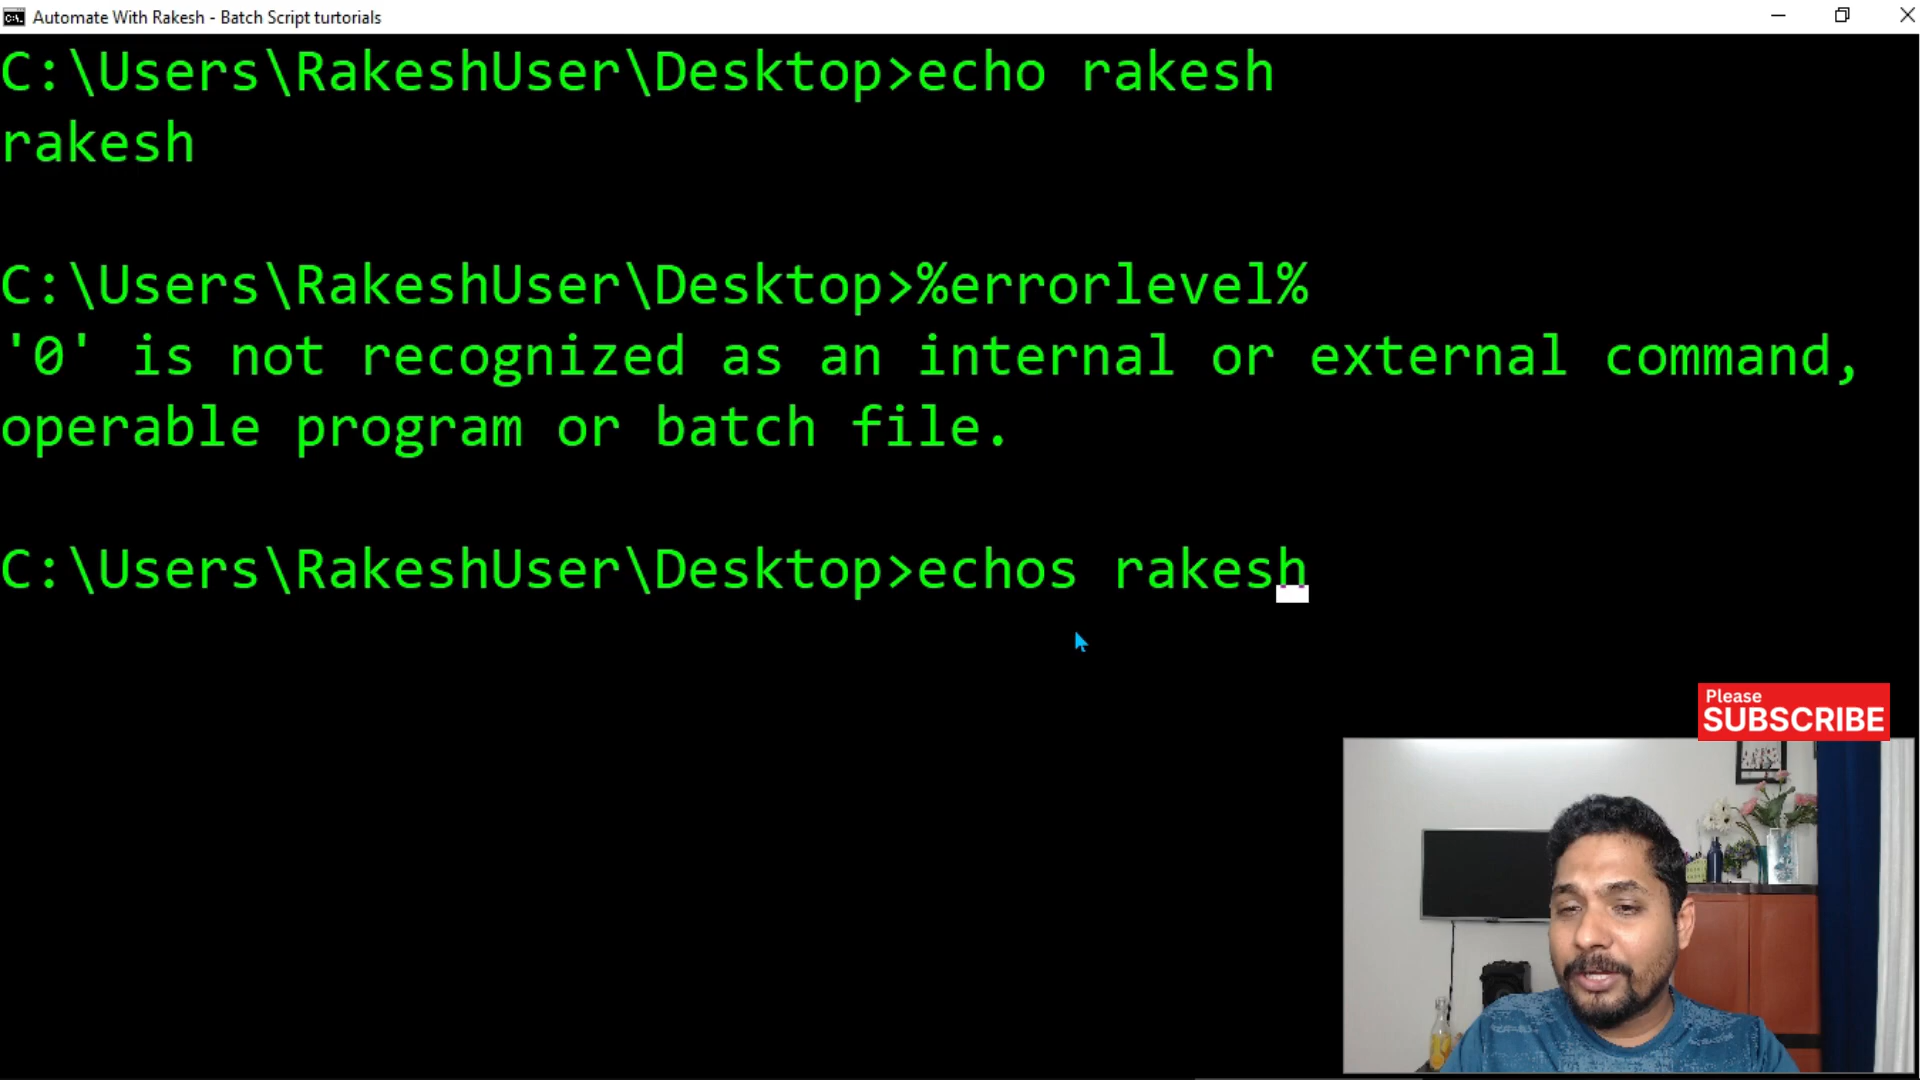 Automate With Rakesh - Batch Script turtorials
C:\Users\RakeshUser\Desktop>echo rakesh
rakesh
C:\Users\RakeshUser\Desktop>%errorlevel%
'0' is not recognized as an internal or external command,
operable program or batch file.
C:\Users\RakeshUser\Desktop>echos rakesh
Please
SUBSCRIBE